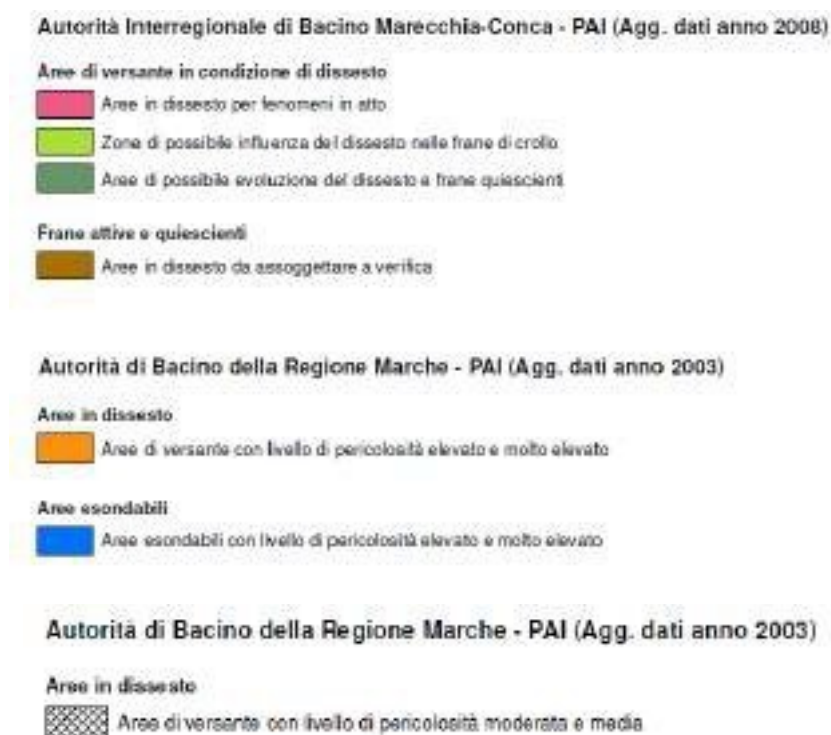 Autorità Interregionale di Bacino Marecchia-Conca - PAI (Agg. dati anno 2008)
Aree di versante in condizione di dissesto
Aree in dissesto per fenomeni in atto
Zone di possibile influenza del dissesto nelle frane di crollo
Aree di possibile evoluzione del dissesto e frane quiescienti
Frane attive e quiescienti
Aree in dissesto da assoggettare a verifica
Autorità di Bacino della Regione Marche - PAI (Agg. dati anno 2003)
Aree in dissesto
Aree di versante con livello di pericolosità elevato e molto elevato
Aree esondabili
Aree esondabili con livello di pericolosità elevato e molto elevato
Autorità di Bacino della Regione Marche - PAI (Agg. dati anno 2003)
Aree in dissesto
Aree di versante con livello di pericolosità moderata e media